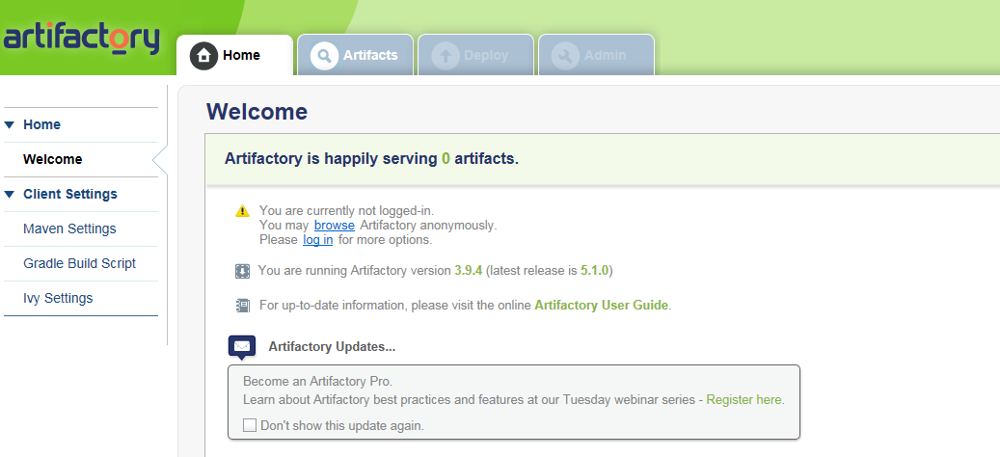 artifactory
Home
Artifacts
Deploy
Admin
Home
Welcome
Client Settings
Maven Settings
Gradle Build Script
Ivy Settings
Welcome
Artifactory is happily serving 0 artifacts.
You are currently not logged-in.
You may browse Artifactory anonymously.
Please log in for more options.
You are running Artifactory version 3.9.4 (latest release is 5.1.0)
For up-to-date information, please visit the online Artifactory User Guide.
Artifactory Updates...
Become an Artifactory Pro.
Learn about Artifactory best practices and features at our Tuesday webinar series - Register here.
Don't show this update again.